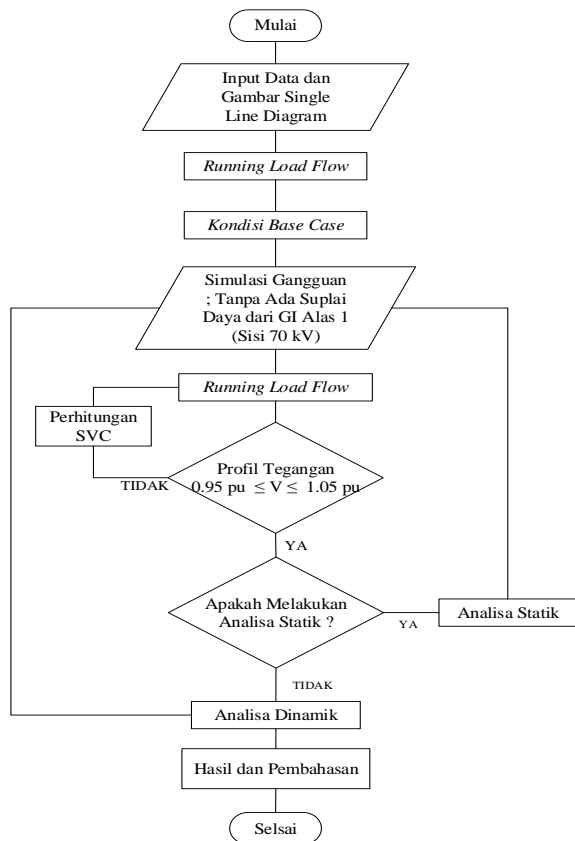 Mulai
Input Data dan
Gambar Single
Line Diagram
Running Load Flow
Kondisi Base Case
Simulasi Gangguan
; Tanpa Ada Suplai
Daya dari GI Alas 1
(Sisi 70 kV)
Running Load Flow
Perhitungan
SVC
Profil Tegangan
0.95 pu ≤ V ≤ 1.05 pu
TIDAK
YA
Apakah Melakukan
Analisa Statik ?
YA
Analisa Statik
TIDAK
Analisa Dinamik
Hasil dan Pembahasan
Selsai